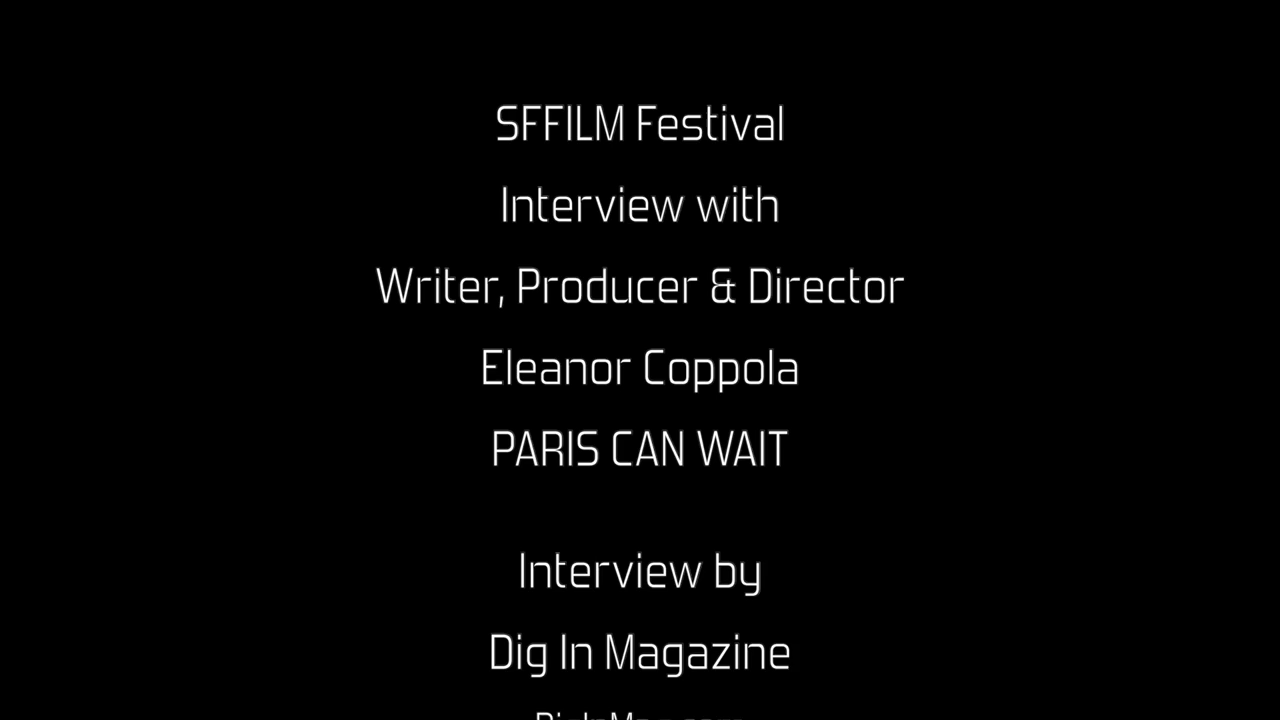 SFFILM Festival
Interview with
Writer, Producer & Director
Eleanor Coppola
PARIS CAN WAIT
Interview by
Dig In Magazine